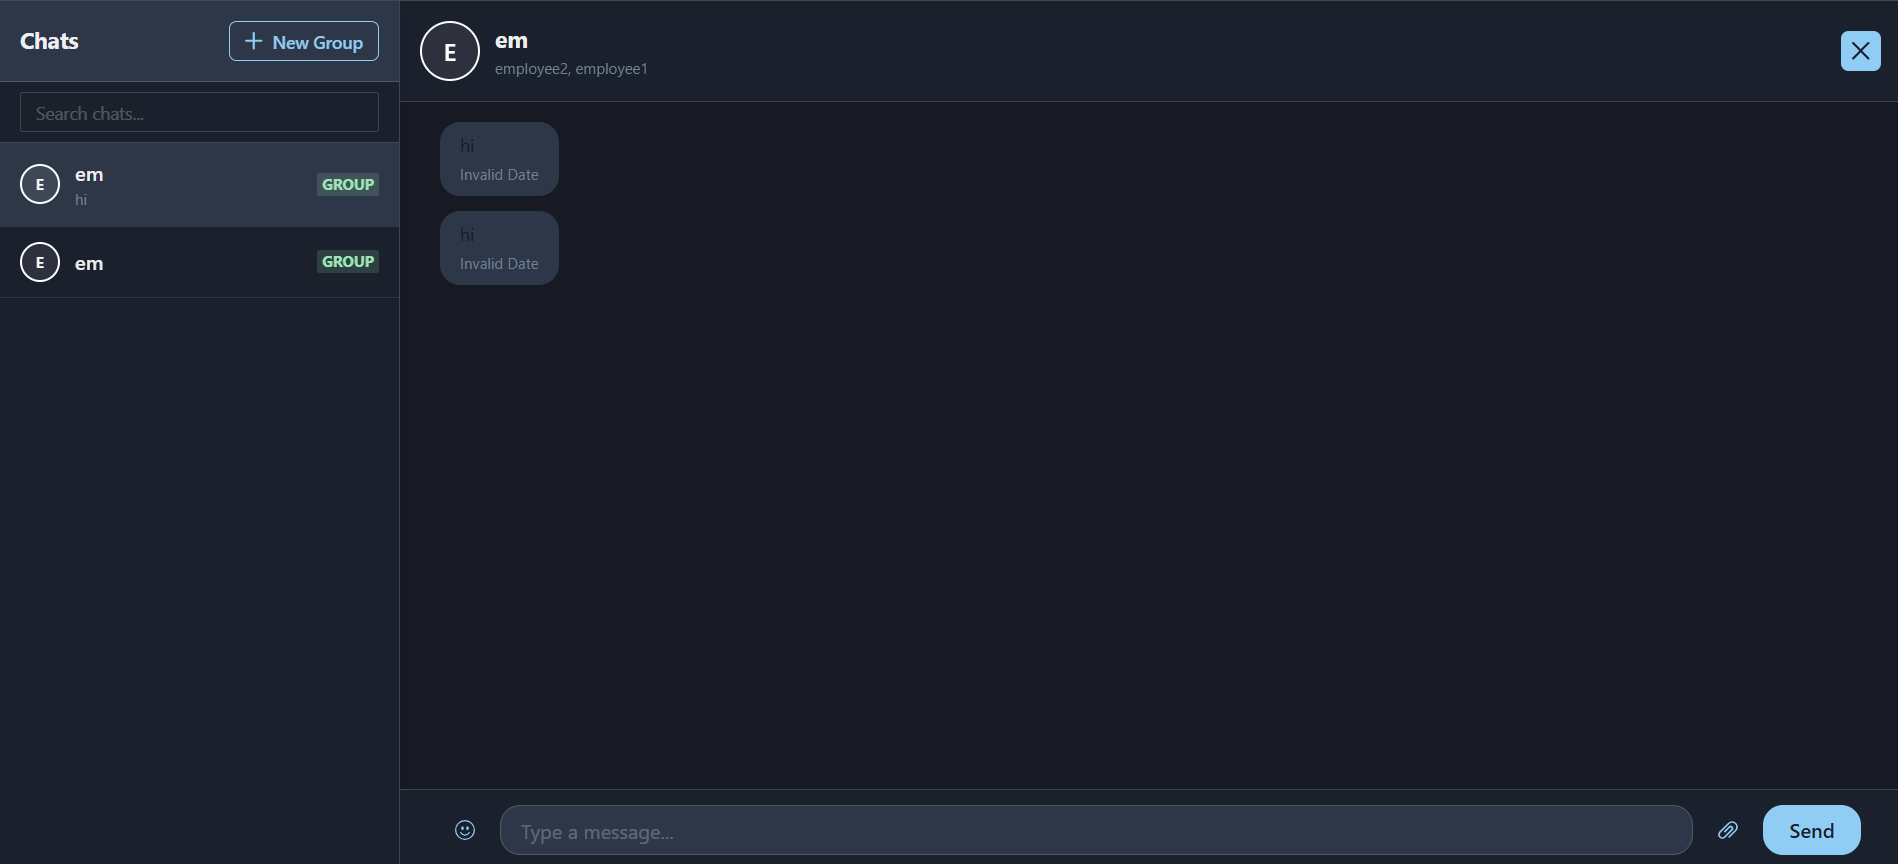 Chats
New Group
Search chats...
E
em
hi
GROUP
E
em
GROUP
E
em
employee2, employee1
hi
Invalid Date
hi
Invalid Date
Type a message...
Send